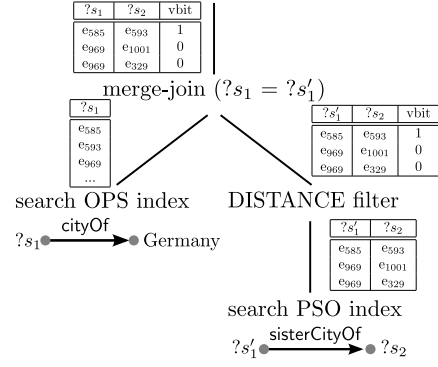 ?s₁ ?s₂ vbit
e₅₈₅ e₅₉₃ 1
e₉₆₉ e₁₀₀₁ 0
e₉₆₉ e₃₂₉ 0
merge-join (?s₁ = ?s′₁)
?s₁
e₅₈₅
e₅₉₃
e₉₆₉
...
?s′₁ ?s₂ vbit
e₅₈₅ e₅₉₃ 1
e₉₆₉ e₁₀₀₁ 0
e₉₆₉ e₃₂₉ 0
search OPS index
cityOf
?s₁ Germany
DISTANCE filter
?s′₁ ?s₂
e₅₈₅ e₅₉₃
e₉₆₉ e₁₀₀₁
e₉₆₉ e₃₂₉
search PSO index
sisterCityOf
?s′₁ ?s₂